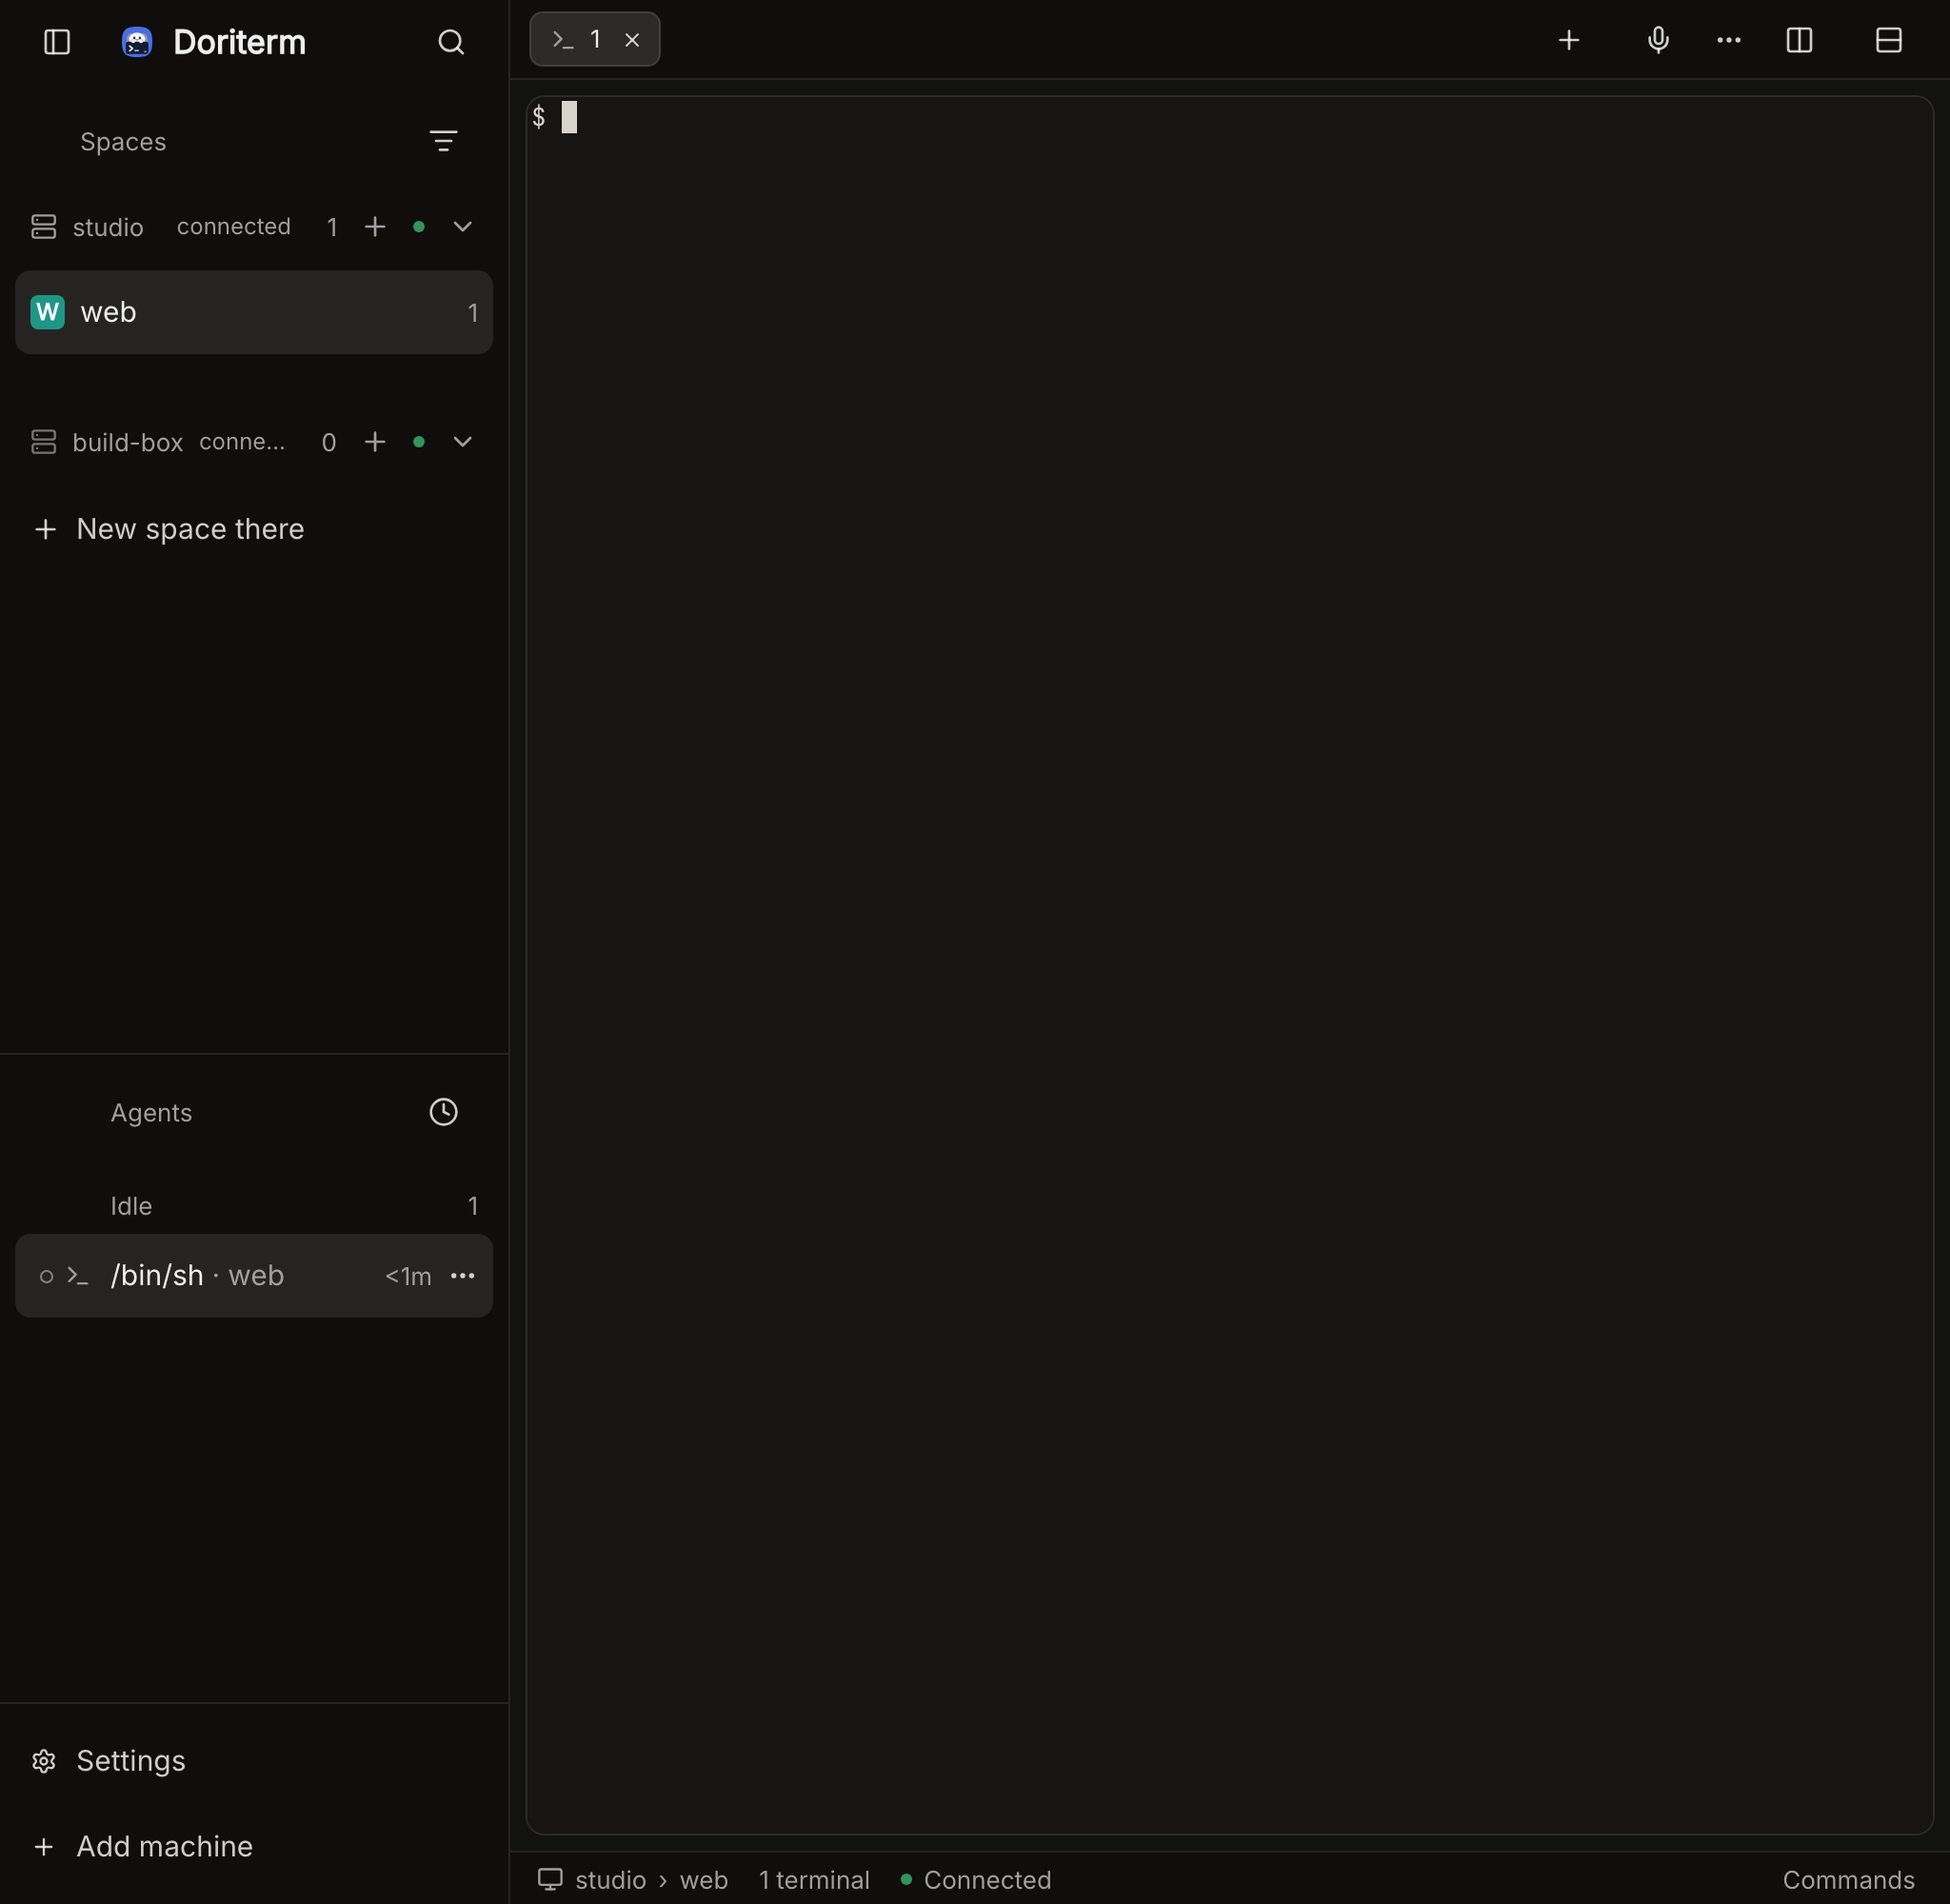 Doriterm
1
Spaces
studio connected 1
W web 1
build-box conne... 0
New space there
Agents
Idle 1
/bin/sh · web <1m
Settings
Add machine
$
studio › web 1 terminal Connected
Commands